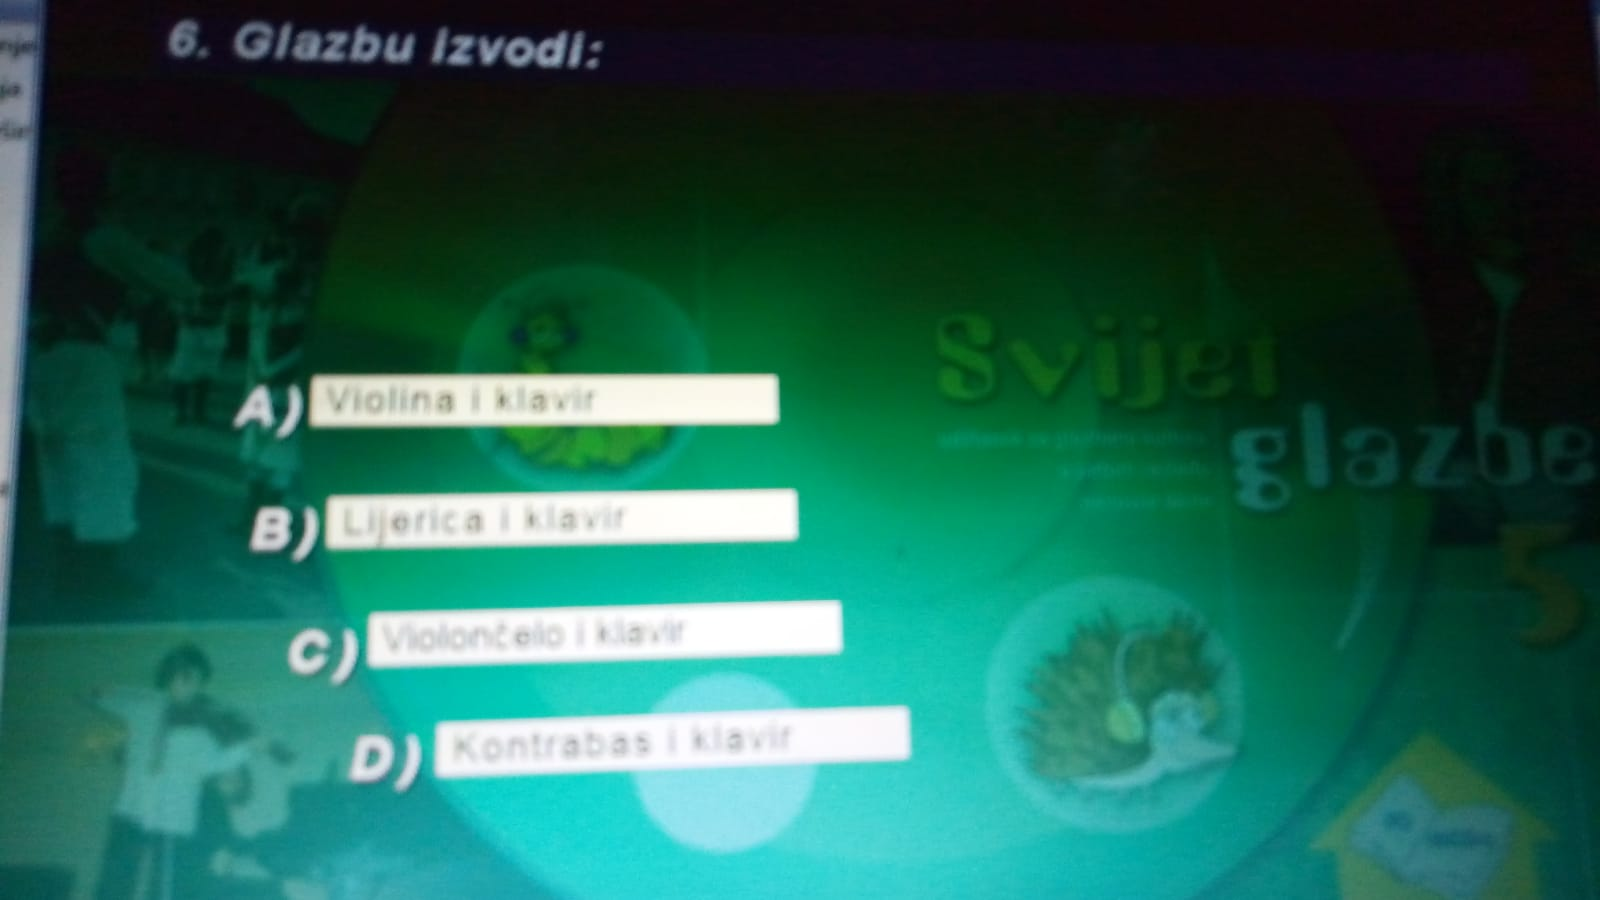 6. Glazbu izvodi:
A) Violina i klavir
B) Lijerica i klavir
C) Violončelo i klavir
D) Kontrabas i klavir
Svijet
glazbe
5